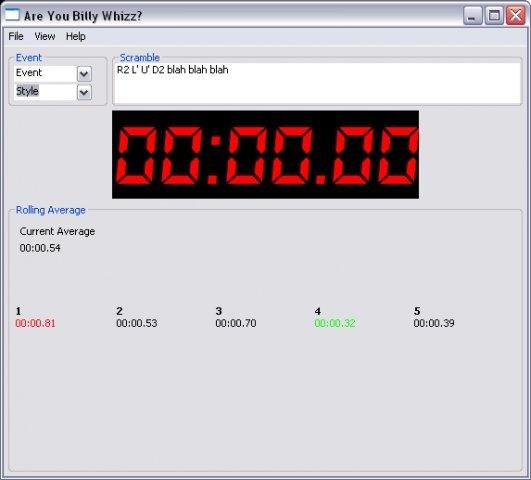 Are You Billy Whizz?
File View Help
Event
Event
Style
Scramble
R2 L' U' D2 blah blah blah
00:00.00
Rolling Average
Current Average
00:00.54
1 2 3 4 5
00:00.81 00:00.53 00:00.70 00:00.32 00:00.39